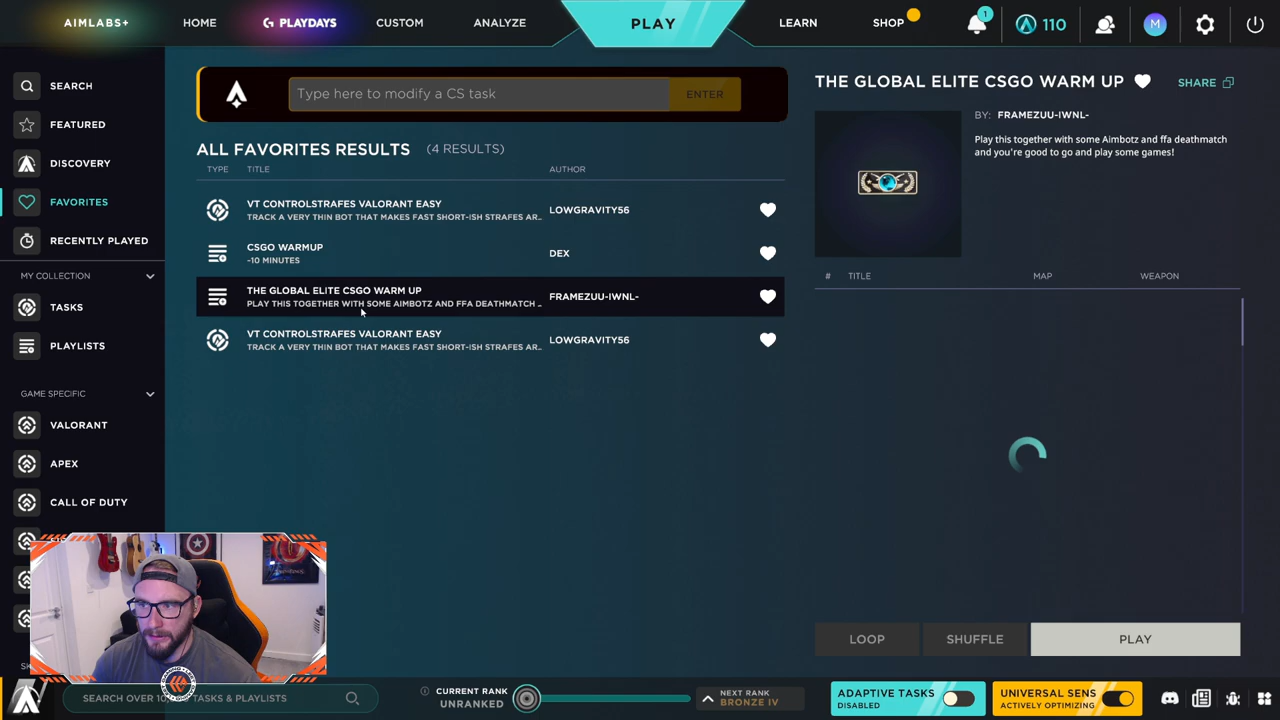 AIMLABS+
HOME
PLAYDAYS
CUSTOM
ANALYZE
PLAY
LEARN
SHOP
1
110
M
SEARCH
FEATURED
DISCOVERY
FAVORITES
RECENTLY PLAYED
MY COLLECTION
TASKS
PLAYLISTS
GAME SPECIFIC
VALORANT
APEX
CALL OF DUTY
Type here to modify a CS task
ENTER
ALL FAVORITES RESULTS (4 RESULTS)
TYPE TITLE AUTHOR
VT CONTROLSTRAFES VALORANT EASY
TRACK A VERY THIN BOT THAT MAKES FAST SHORT-ISH STRAFES AR...
LOWGRAVITY56
CSGO WARMUP
~10 MINUTES
DEX
THE GLOBAL ELITE CSGO WARM UP
PLAY THIS TOGETHER WITH SOME AIMBOTZ AND FFA DEATHMATCH ...
FRAMEZUU-IWNL-
VT CONTROLSTRAFES VALORANT EASY
TRACK A VERY THIN BOT THAT MAKES FAST SHORT-ISH STRAFES AR...
LOWGRAVITY56
THE GLOBAL ELITE CSGO WARM UP
SHARE
BY: FRAMEZUU-IWNL-
Play this together with some Aimbotz and ffa deathmatch
and you're good to go and play some games!
# TITLE MAP WEAPON
LOOP
SHUFFLE
PLAY
CURRENT RANK
UNRANKED
NEXT RANK
BRONZE IV
ADAPTIVE TASKS
DISABLED
UNIVERSAL SENS
ACTIVELY OPTIMIZING